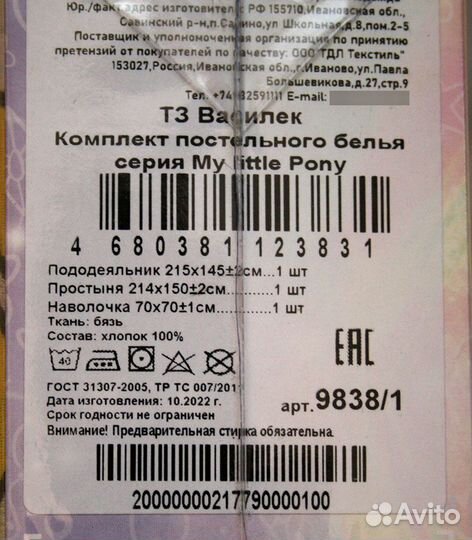 Юр./факт адрес изготовителя: РФ 155710, Ивановская обл.,
Савинский р-н, п. Савино, ул Школьная, д.8, пом.2-5
Поставщик и уполномоченная организация по принятию
претензий от покупателей по качеству: ООО "ТДЛ Текстиль"
153027, Россия, Ивановская обл, г.Иваново, ул.Павла
Большевикова, д.27, стр.9
Тел. E-mail:
ТЗ Василек
Комплект постельного белья
серия My little Pony
4 680381 123831
Пододеяльник 215х145±2см...1 шт
Простыня 214х150±2см...........1 шт
Наволочка 70х70±1см............1 шт
Ткань: бязь
Состав: хлопок 100%
40
ГОСТ 31307-2005, ТР ТС 007/201
EAC
Дата изготовления: 10.2022 г.
Срок годности не ограничен
арт. 9838/1
Внимание! Предварительная стирка обязательна.
20000000217790000100
Avito